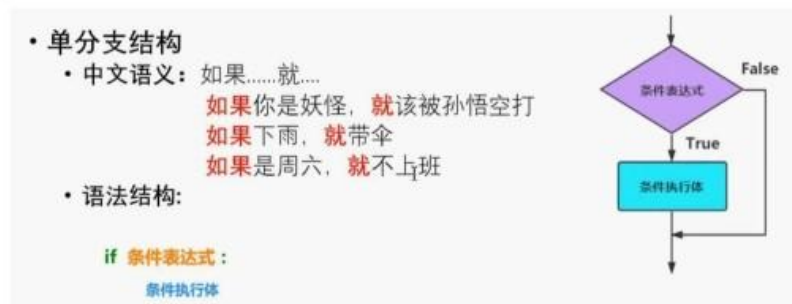 • 单分支结构
• 中文语义：如果……就....
如果你是妖怪，就该被孙悟空打
如果下雨，就带伞
如果是周六，就不上班
• 语法结构:
if 条件表达式：
条件执行体
条件表达式
False
True
条件执行体